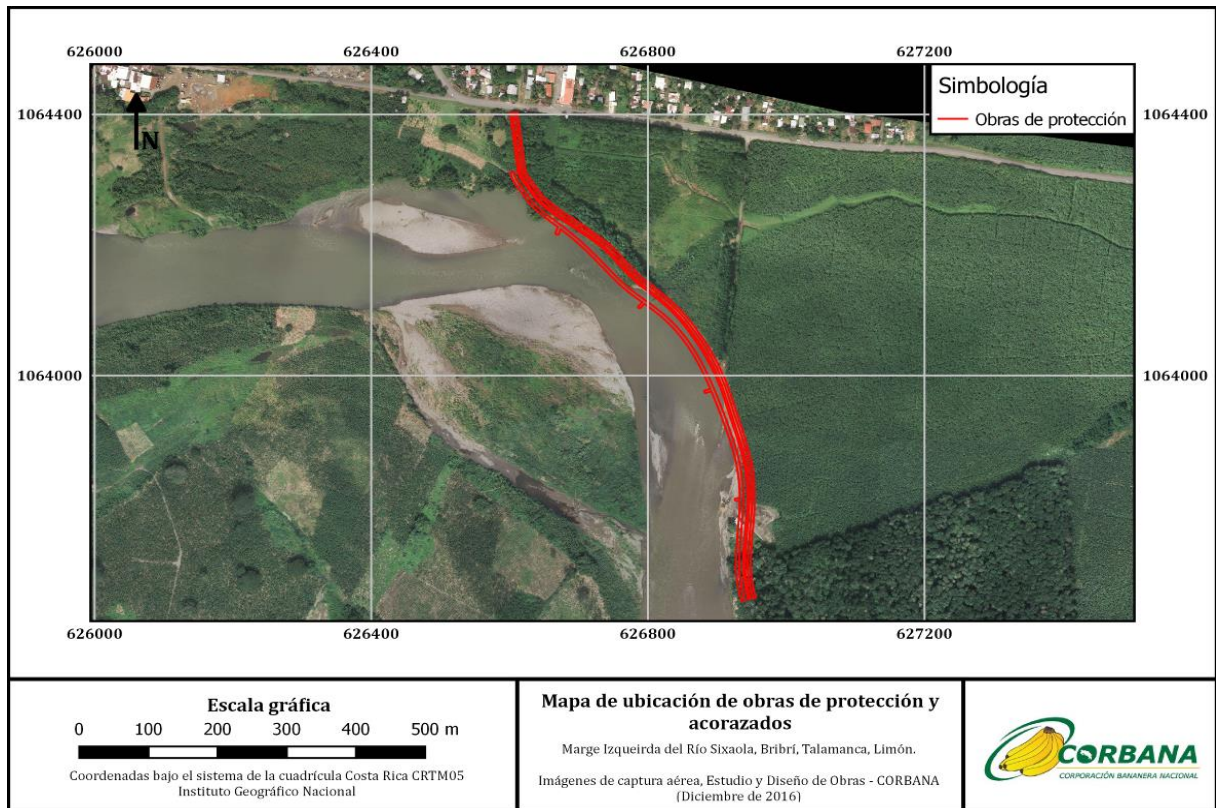 626000 626400 626800 627200
Simbología
Obras de protección
1064400 1064400
N
1064000 1064000
626000 626400 626800 627200
Escala gráfica
0 100 200 300 400 500 m
Coordenadas bajo el sistema de la cuadrícula Costa Rica CRTM05
Instituto Geográfico Nacional
Mapa de ubicación de obras de protección y
acorazados
Marge Izqueirda del Río Sixaola, Bribrí, Talamanca, Limón.
Imágenes de captura aérea, Estudio y Diseño de Obras - CORBANA
(Diciembre de 2016)
CORBANA
CORPORACIÓN BANANERA NACIONAL